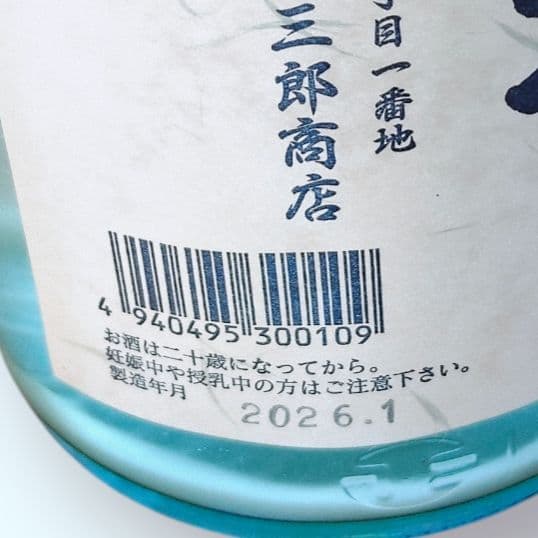 丁目一番地
三郎商店
4 940495 300109
お酒は二十歳になってから。
妊娠中や授乳中の方はご注意下さい。
製造年月 2026.1